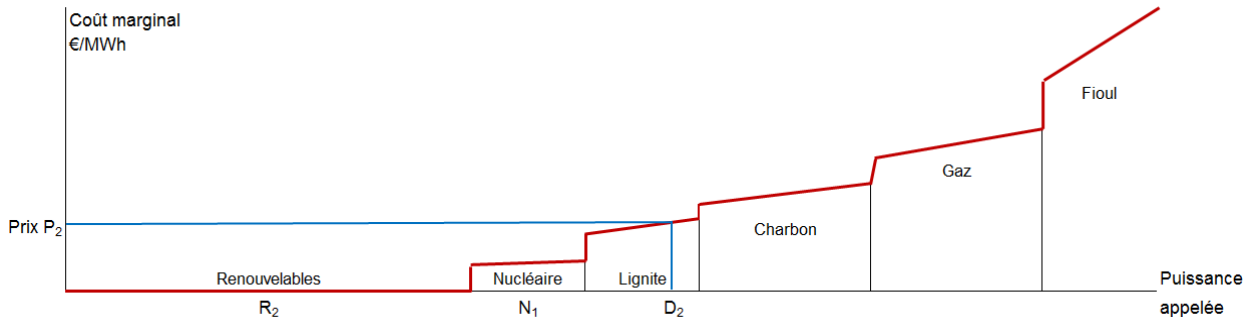 Coût marginal
€/MWh
Fioul
Gaz
Prix P₂
Charbon
Renouvelables
Nucléaire
Lignite
Puissance
appelée
R₂
N₁
D₂